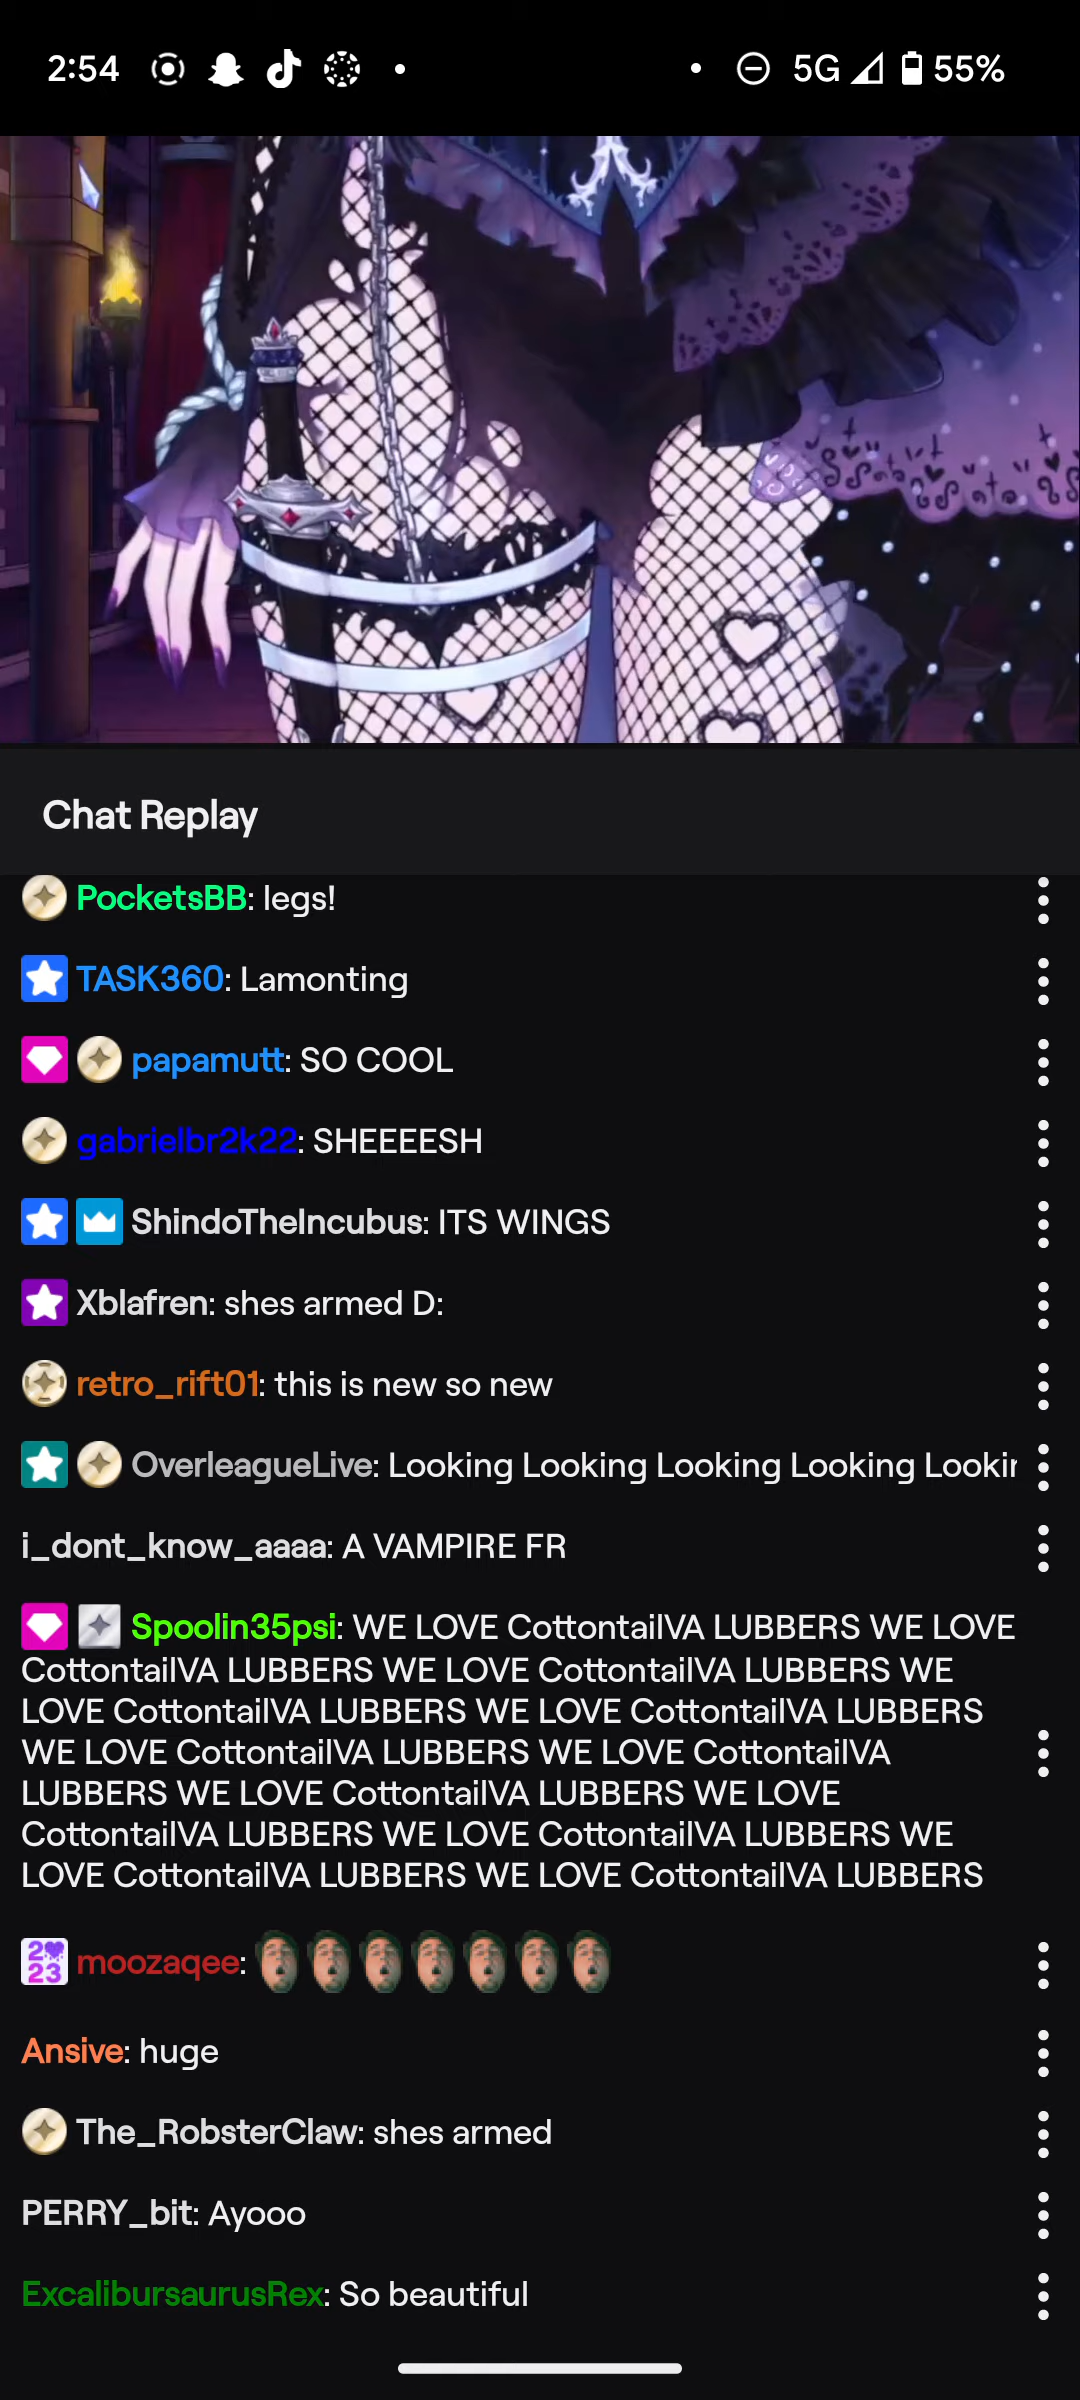 2:54
5G
55%
Chat Replay
PocketsBB: legs!
TASK360: Lamonting
papamutt: SO COOL
gabrielbr2k22: SHEEEESH
ShindoTheIncubus: ITS WINGS
Xblafren: shes armed D:
retro_rift01: this is new so new
OverleagueLive: Looking Looking Looking Looking Lookin
i_dont_know_aaaa: A VAMPIRE FR
Spoolin35psi: WE LOVE CottontailVA LUBBERS WE LOVE
CottontailVA LUBBERS WE LOVE CottontailVA LUBBERS WE
LOVE CottontailVA LUBBERS WE LOVE CottontailVA LUBBERS
WE LOVE CottontailVA LUBBERS WE LOVE CottontailVA
LUBBERS WE LOVE CottontailVA LUBBERS WE LOVE
CottontailVA LUBBERS WE LOVE CottontailVA LUBBERS WE
LOVE CottontailVA LUBBERS WE LOVE CottontailVA LUBBERS
2023 moozaqee:
Ansive: huge
The_RobsterClaw: shes armed
PERRY_bit: Ayooo
ExcalibursaurusRex: So beautiful